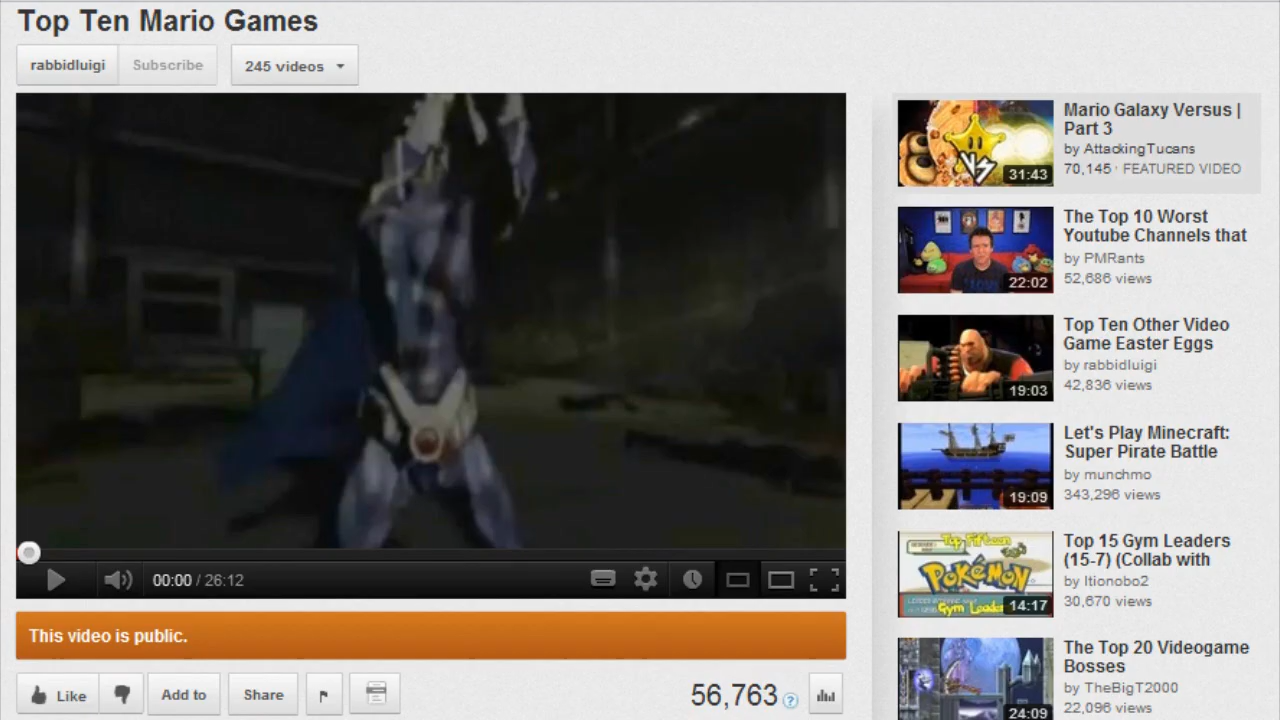 Top Ten Mario Games
rabbidluigi
Subscribe
245 videos
00:00 / 26:12
This video is public.
Like
Add to
Share
56,763
?
VS
31:43
Mario Galaxy Versus |
Part 3
by AttackingTucans
70,145 · FEATURED VIDEO
22:02
The Top 10 Worst
Youtube Channels that
by PMRants
52,686 views
19:03
Top Ten Other Video
Game Easter Eggs
by rabbidluigi
42,836 views
19:09
Let's Play Minecraft:
Super Pirate Battle
by munchmo
343,296 views
Top Fifteen
POKéMON
Gym Leader
14:17
Top 15 Gym Leaders
(15-7) (Collab with
by Itionobo2
30,670 views
24:09
The Top 20 Videogame
Bosses
by TheBigT2000
22,096 views